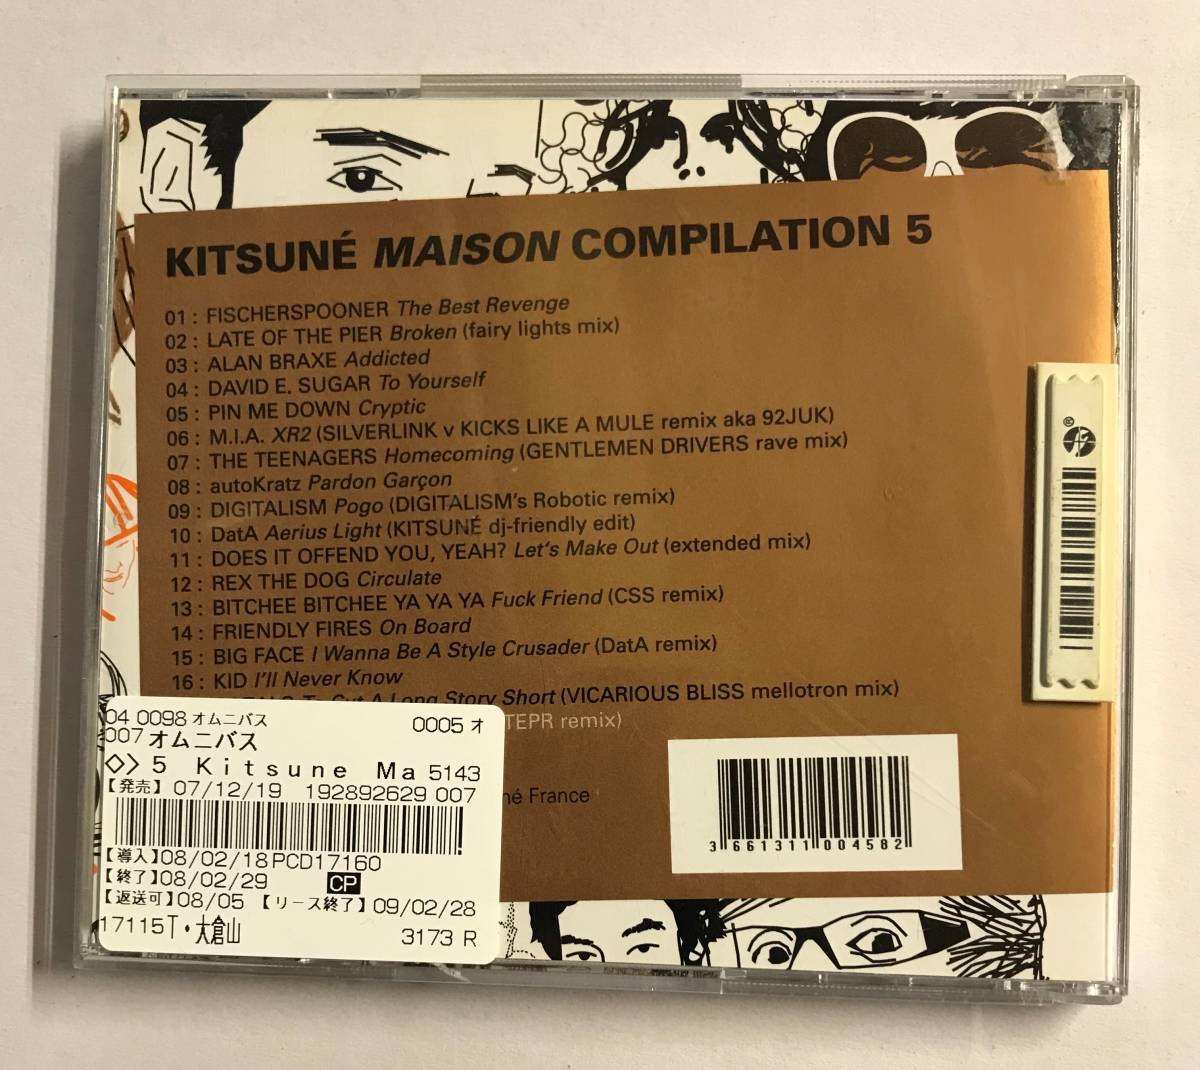 KITSUNÉ MAISON COMPILATION 5
01 : FISCHERSPOONER The Best Revenge
02 : LATE OF THE PIER Broken (fairy lights mix)
03 : ALAN BRAXE Addicted
04 : DAVID E. SUGAR To Yourself
05 : PIN ME DOWN Cryptic
06 : M.I.A. XR2 (SILVERLINK v KICKS LIKE A MULE remix aka 92JUK)
07 : THE TEENAGERS Homecoming (GENTLEMEN DRIVERS rave mix)
08 : autoKratz Pardon Garçon
09 : DIGITALISM Pogo (DIGITALISM's Robotic remix)
10 : DatA Aerius Light (KITSUNÉ dj-friendly edit)
11 : DOES IT OFFEND YOU, YEAH? Let's Make Out (extended mix)
12 : REX THE DOG Circulate
13 : BITCHEE BITCHEE YA YA YA Fuck Friend (CSS remix)
14 : FRIENDLY FIRES On Board
15 : BIG FACE I Wanna Be A Style Crusader (DatA remix)
16 : KID I'll Never Know
To Cut A Long Story Short (VICARIOUS BLISS mellotron mix)
TEPR remix)
né France
3 661311 004582
04 0098 オムニバス 0005 オ
007 オムニバス
◇> 5 Kitsune Ma 5143
【発売】 07/12/19 192892629 007
【導入】08/02/18PCD17160
【終了】08/02/29 CP
【返送可】08/05 【リース終了】09/02/28
17115T・大倉山 3173 R
®